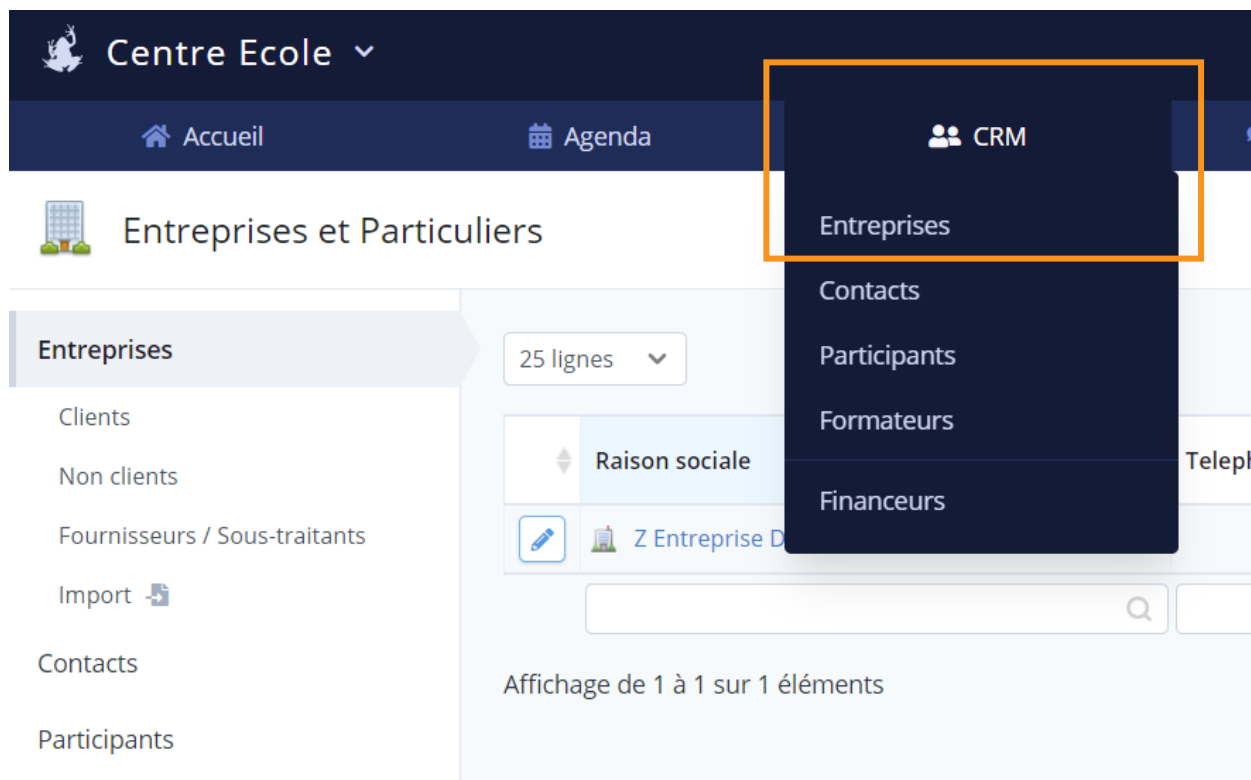 Centre Ecole
Accueil
Agenda
CRM
Entreprises et Particuliers
Entreprises
Contacts
Participants
Formateurs
Financeurs
Entreprises
Clients
Non clients
Fournisseurs / Sous-traitants
Import
Contacts
Participants
25 lignes
Raison sociale
Z Entreprise
Affichage de 1 à 1 sur 1 éléments